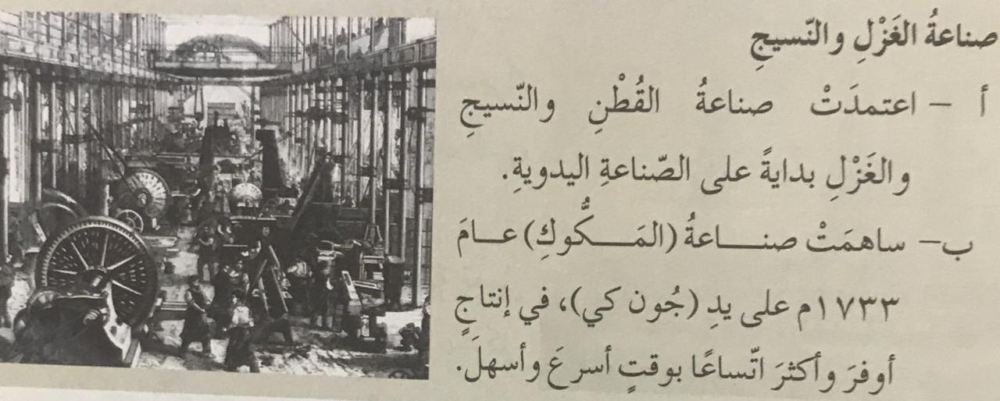 صناعةُ الغَزْلِ والنّسيجِ
أ – اعتمدَتْ صناعةُ القُطْنِ والنّسيجِ
والغَزْلِ بدايةً على الصّناعةِ اليدويةِ.
ب– ساهمَتْ صناعةُ (المَكُّوكِ) عامَ
١٧٣٣م على يدِ (جُون كي)، في إنتاجٍ
أوفرَ وأكثرَ اتّساعًا بوقتٍ أسرعَ وأسهلَ.